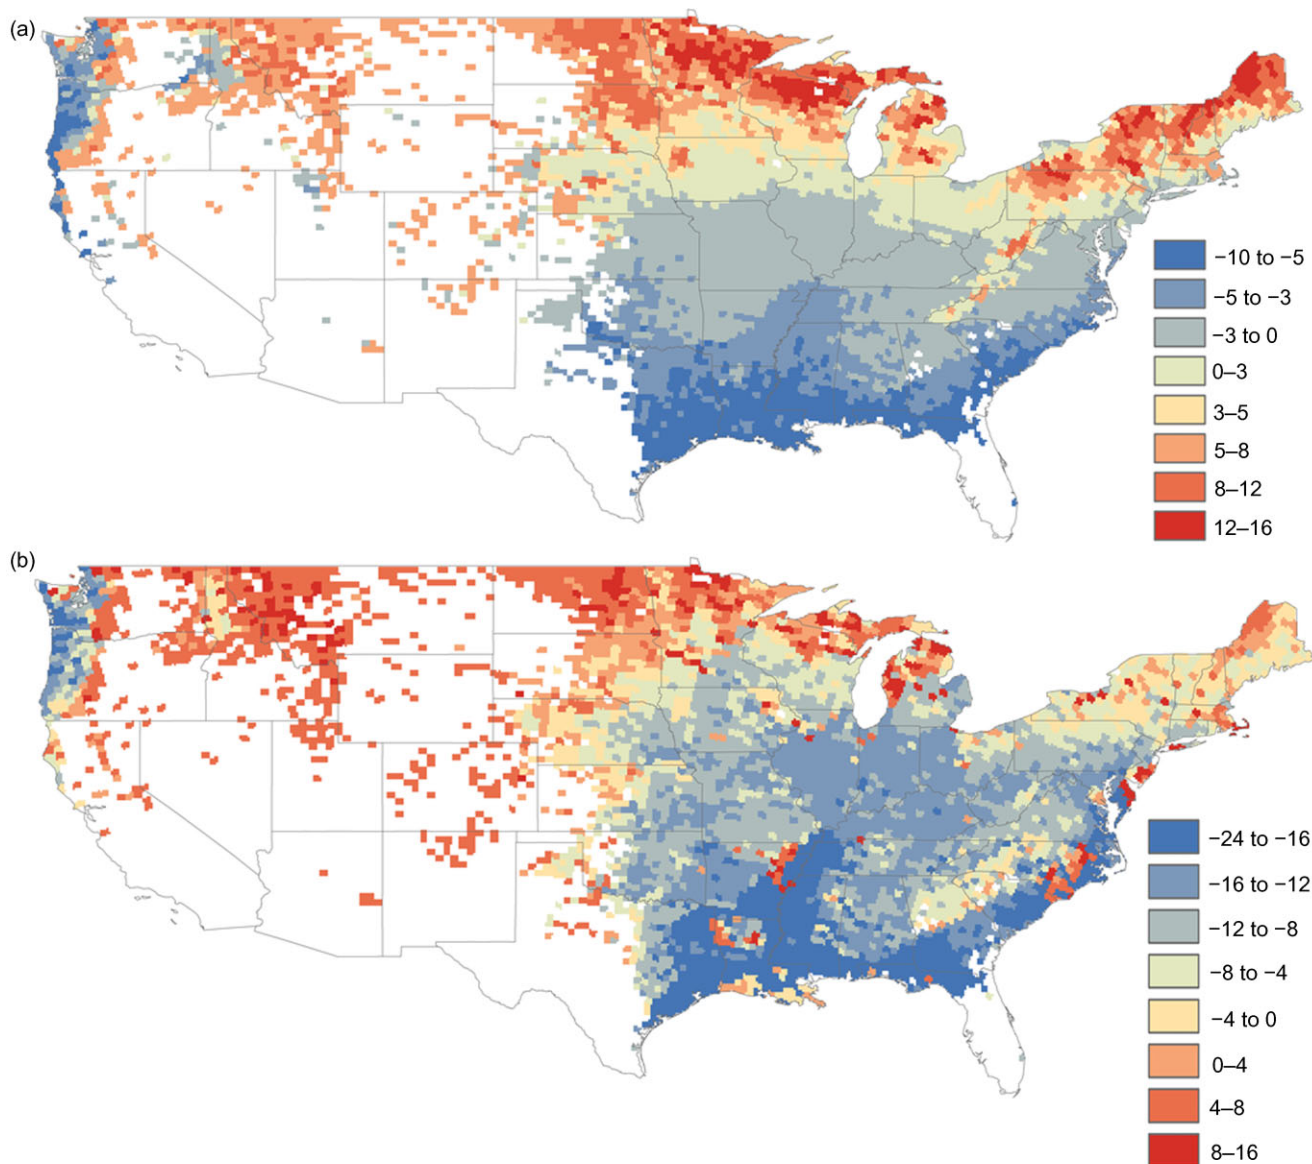 (a)
−10 to −5
−5 to −3
−3 to 0
0–3
3–5
5–8
8–12
12–16
(b)
−24 to −16
−16 to −12
−12 to −8
−8 to −4
−4 to 0
0–4
4–8
8–16